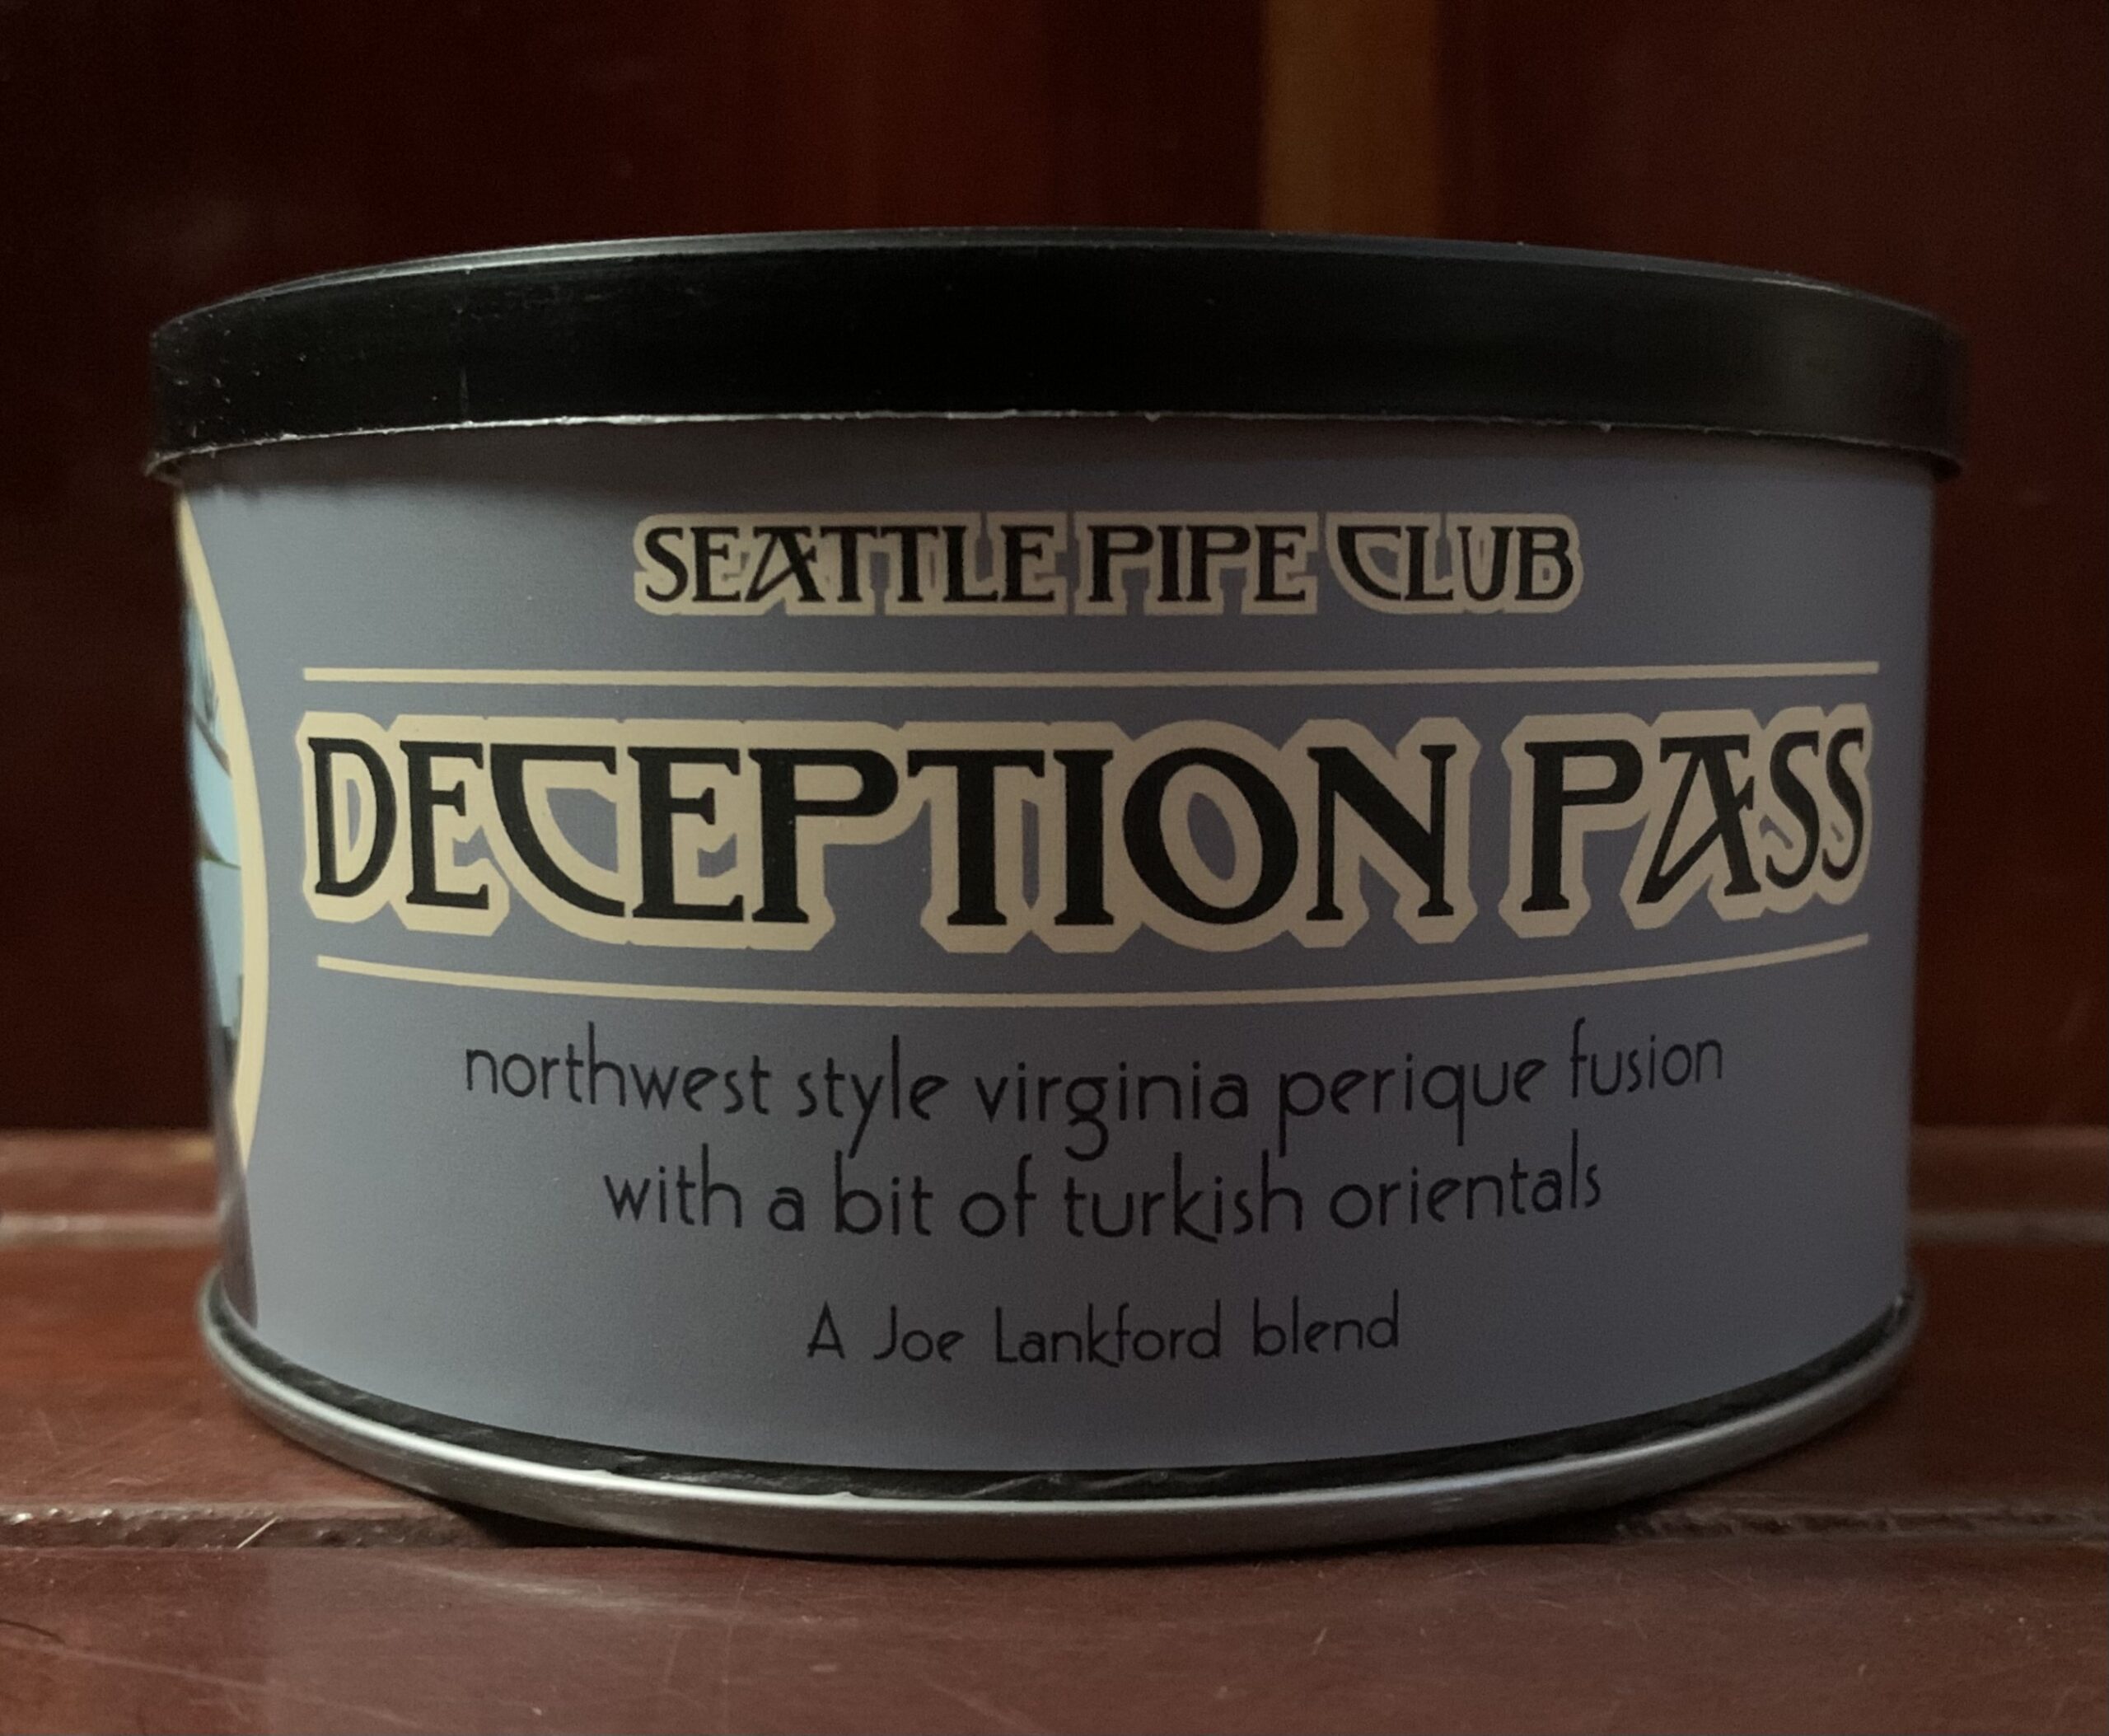 SEATTLE PIPE CLUB
DECEPTION PASS
northwest style virginia perique fusion
with a bit of turkish orientals
A Joe Lankford blend